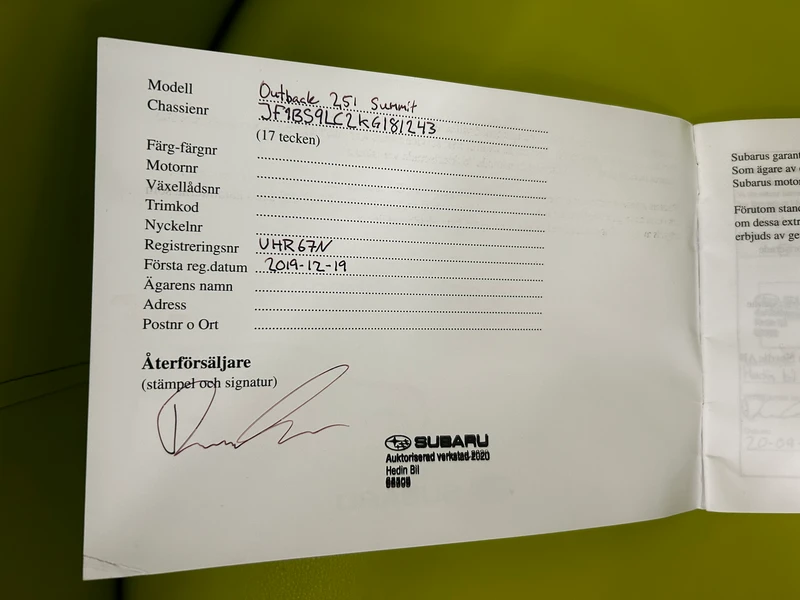 Modell Outback 2.5i Summit
Chassienr JF1BS9LC2KG181243
(17 tecken)
Färg-färgnr
Motornr
Växellådsnr
Trimkod
Nyckelnr
Registreringsnr UHR67N
Första reg.datum 2019-12-19
Ägarens namn
Adress
Postnr o Ort
Återförsäljare
(stämpel och signatur)
SUBARU
Auktoriserad verkstad 2020
Hedin Bil
Subarus garant
Som ägare av
Subarus motor
Förutom stand
om dessa extr
erbjuds av ge